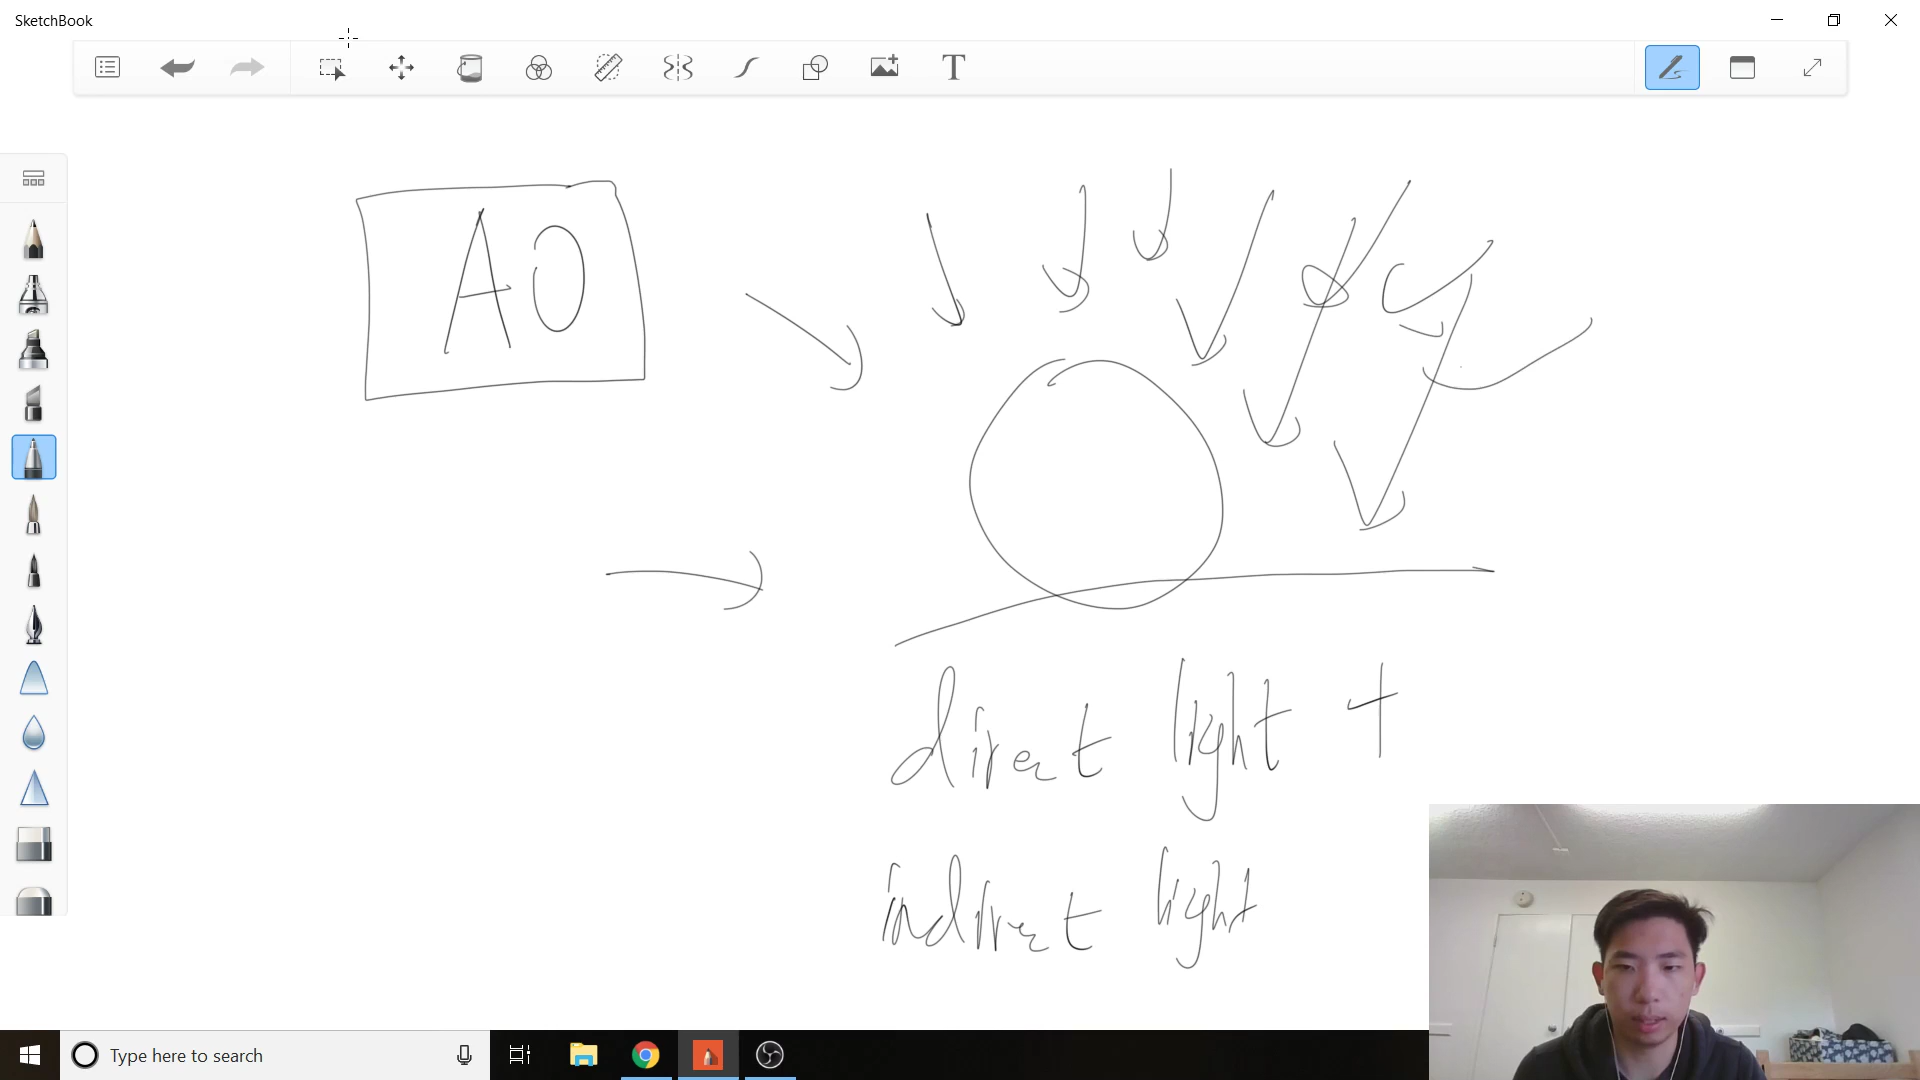 SketchBook
T
AO
direct light +
indirect light
Type here to search